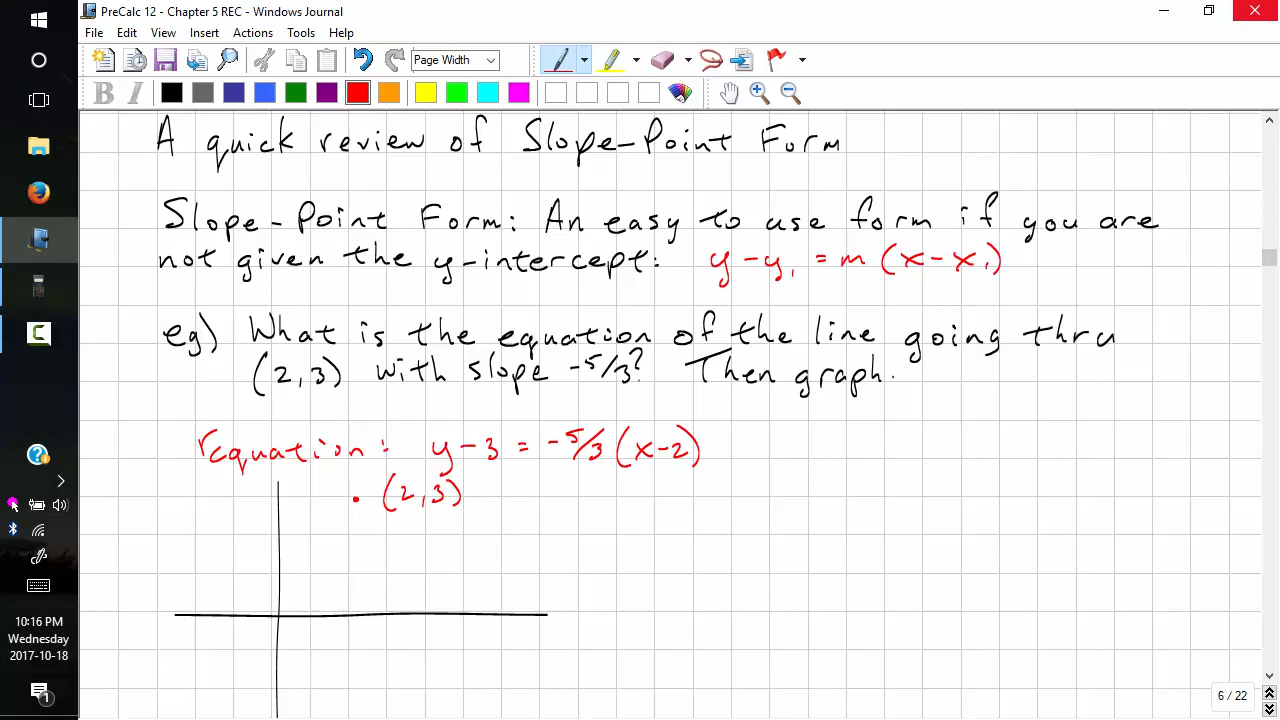 PreCalc 12 - Chapter 5 REC - Windows Journal
File Edit View Insert Actions Tools Help
Page Width
B I
A quick review of Slope-Point Form
Slope-Point Form: An easy to use form if you are
not given the y-intercept: y-y₁ = m (x-x₁)
eg) What is the equation of the line going thru
(2,3) with slope -5/3? Then graph.
Equation: y-3 = -5/3 (x-2)
(2,3)
10:16 PM
Wednesday
2017-10-18
1
6 / 22